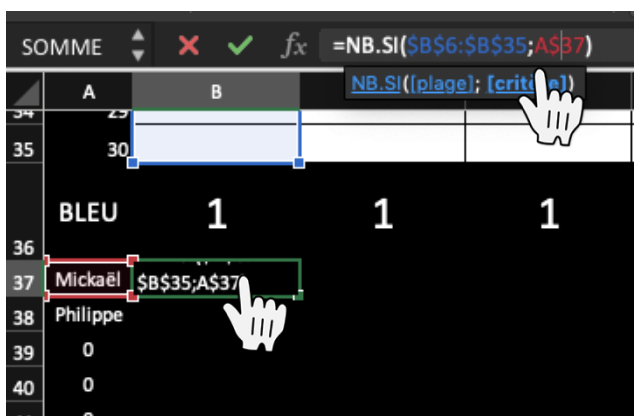 SOMME fx =NB.SI($B$6:$B$35;A$37)
NB.SI([plage]; [critère])
A B
34 29
35 30
36 BLEU 1 1 1
37 Mickaël $B$35;A$37)
38 Philippe
39 0
40 0